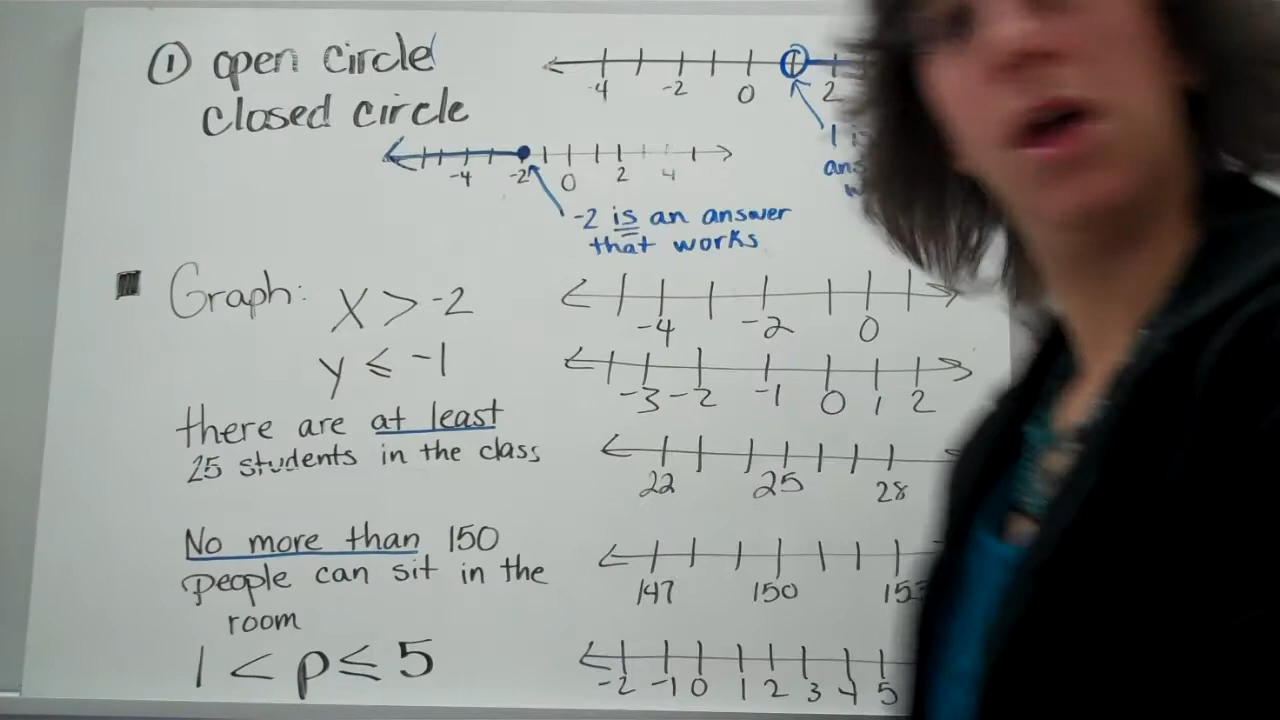 ① open circle
closed circle
-4 -2 0 2
-4 -2 0 2 4
-2 is an answer
that works
1
Graph: x > -2
-4 -2 0
y ≤ -1
-3 -2 -1 0 1 2
there are at least
25 students in the class
22 25 28
No more than 150
people can sit in the
room
147 150
1 < p ≤ 5
-2 -1 0 1 2 3 4 5